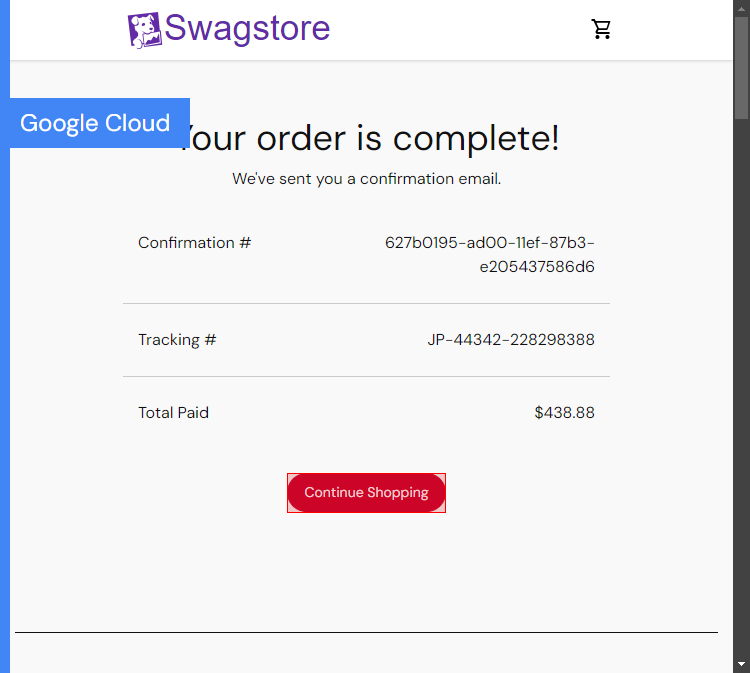 Swagstore
Google Cloud
Your order is complete!
We've sent you a confirmation email.
Confirmation #
627b0195-ad00-11ef-87b3-
e205437586d6
Tracking #
JP-44342-228298388
Total Paid
$438.88
Continue Shopping